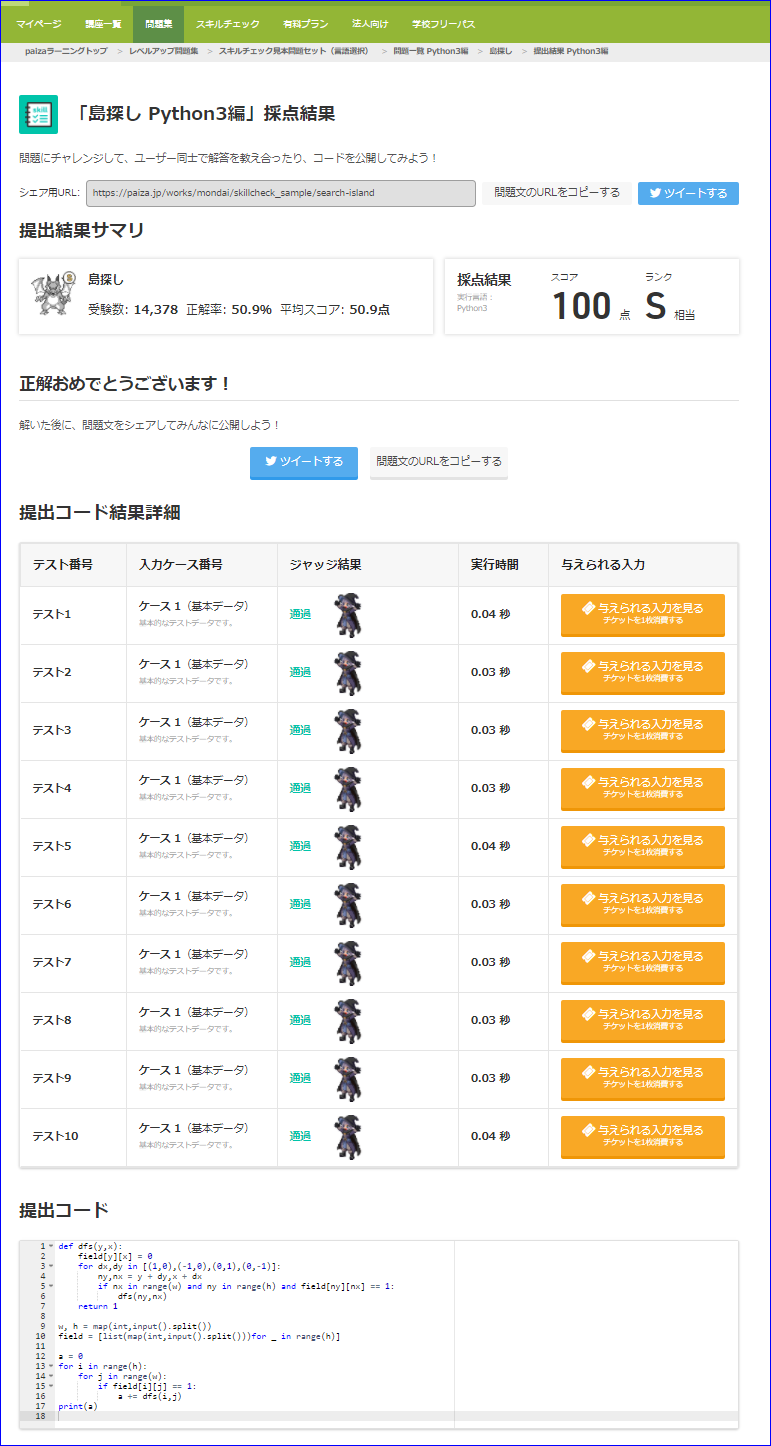 マイページ 講座一覧 問題集 スキルチェック 有料プラン 法人向け 学校フリーパス
paizaラーニングトップ > レベルアップ問題集 > スキルチェック見本問題セット（言語選択） > 問題一覧 Python3編 > 島探し > 提出結果 Python3編
skill
「島探し Python3編」採点結果
問題にチャレンジして、ユーザー同士で解答を教え合ったり、コードを公開してみよう！
シェア用URL: https://paiza.jp/works/mondai/skillcheck_sample/search-island 問題文のURLをコピーする ツイートする
提出結果サマリ
島探し
受験数: 14,378 正解率: 50.9% 平均スコア: 50.9点
採点結果 スコア ランク
実行言語：
Python3
100 点 S 相当
正解おめでとうございます！
解いた後に、問題文をシェアしてみんなに公開しよう！
ツイートする 問題文のURLをコピーする
提出コード結果詳細
テスト番号 入力ケース番号 ジャッジ結果 実行時間 与えられる入力
テスト1 ケース 1（基本データ） 通過 0.04 秒 与えられる入力を見る
基本的なテストデータです。 チケットを1枚消費する
テスト2 ケース 1（基本データ） 通過 0.03 秒 与えられる入力を見る
基本的なテストデータです。 チケットを1枚消費する
テスト3 ケース 1（基本データ） 通過 0.03 秒 与えられる入力を見る
基本的なテストデータです。 チケットを1枚消費する
テスト4 ケース 1（基本データ） 通過 0.03 秒 与えられる入力を見る
基本的なテストデータです。 チケットを1枚消費する
テスト5 ケース 1（基本データ） 通過 0.04 秒 与えられる入力を見る
基本的なテストデータです。 チケットを1枚消費する
テスト6 ケース 1（基本データ） 通過 0.03 秒 与えられる入力を見る
基本的なテストデータです。 チケットを1枚消費する
テスト7 ケース 1（基本データ） 通過 0.03 秒 与えられる入力を見る
基本的なテストデータです。 チケットを1枚消費する
テスト8 ケース 1（基本データ） 通過 0.03 秒 与えられる入力を見る
基本的なテストデータです。 チケットを1枚消費する
テスト9 ケース 1（基本データ） 通過 0.03 秒 与えられる入力を見る
基本的なテストデータです。 チケットを1枚消費する
テスト10 ケース 1（基本データ） 通過 0.04 秒 与えられる入力を見る
基本的なテストデータです。 チケットを1枚消費する
提出コード
1 def dfs(y,x):
2     field[y][x] = 0
3     for dx,dy in [(1,0),(-1,0),(0,1),(0,-1)]:
4         ny,nx = y + dy,x + dx
5         if nx in range(w) and ny in range(h) and field[ny][nx] == 1:
6             dfs(ny,nx)
7     return 1
8
9 w, h = map(int,input().split())
10 field = [list(map(int,input().split()))for _ in range(h)]
11
12 a = 0
13 for i in range(h):
14     for j in range(w):
15         if field[i][j] == 1:
16             a += dfs(i,j)
17 print(a)
18